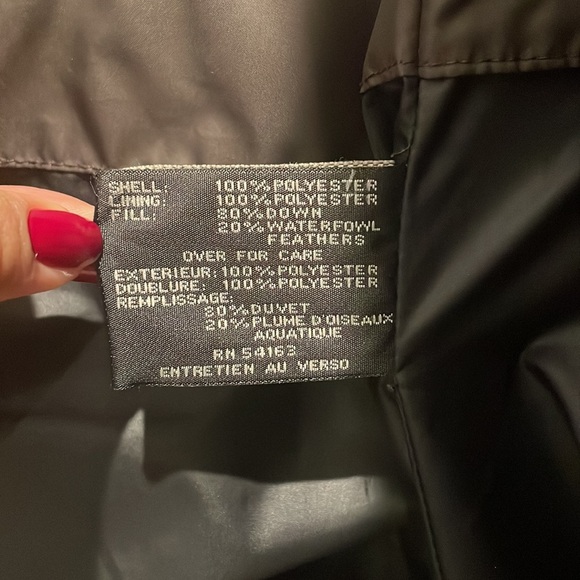 SHELL: 100% POLYESTER
LINING: 100% POLYESTER
FILL: 80% DOWN
20% WATERFOWL
FEATHERS
OVER FOR CARE
EXTERIEUR: 100% POLYESTER
DOUBLURE: 100% POLYESTER
REMPLISSAGE:
80% DUVET
20% PLUME D'OISEAUX
AQUATIQUE
RN 54163
ENTRETIEN AU VERSO